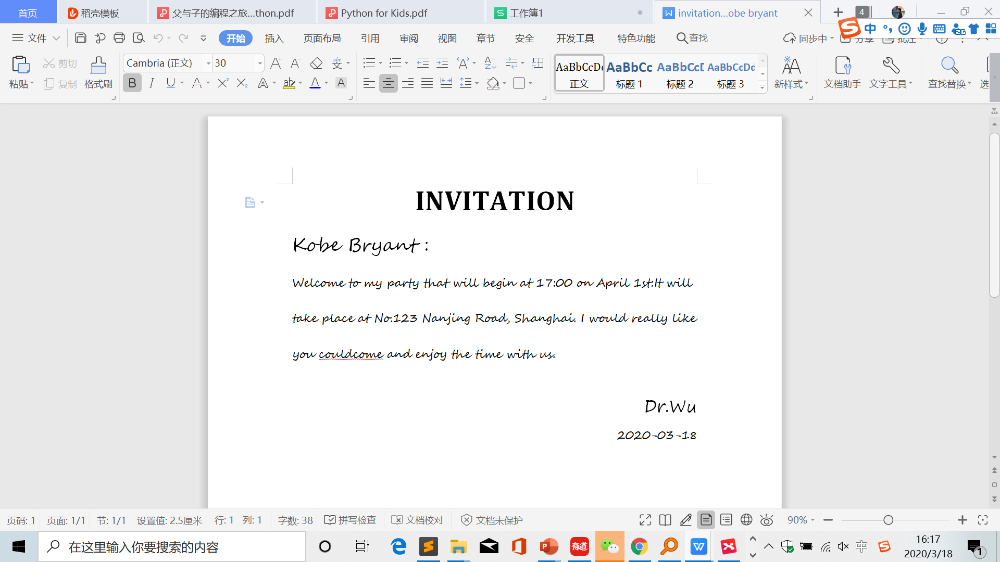 首页 稻壳模板 父与子的编程之旅...thon.pdf Python for Kids.pdf 工作簿1 invitation...obe bryant 4
文件 开始 插入 页面布局 引用 审阅 视图 章节 安全 开发工具 特色功能 查找 同步中 分享 批注 中
粘贴 剪切 复制 格式刷 Cambria (正文) 30 AaBbCcDd 正文 AaBbCc 标题 1 AaBbCcD 标题 2 AaBbCcDd 标题 3 新样式 文档助手 文字工具 查找替换 选
INVITATION
Kobe Bryant :
Welcome to my party that will begin at 17:00 on April 1st.It will
take place at No.123 Nanjing Road, Shanghai. I would really like
you couldcome and enjoy the time with us.
Dr.Wu
2020-03-18
页码: 1 页面: 1/1 节: 1/1 设置值: 2.5厘米 行: 1 列: 1 字数: 38 拼写检查 文档校对 文档未保护 90%
在这里输入你要搜索的内容 有道 中 16:17
2020/3/18 1